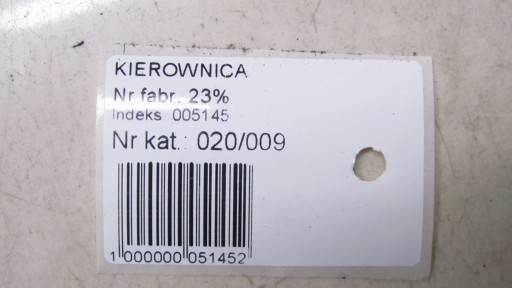 KIEROWNICA
Nr fabr. 23%
Indeks 005145
Nr kat.: 020/009
1 000000 051452